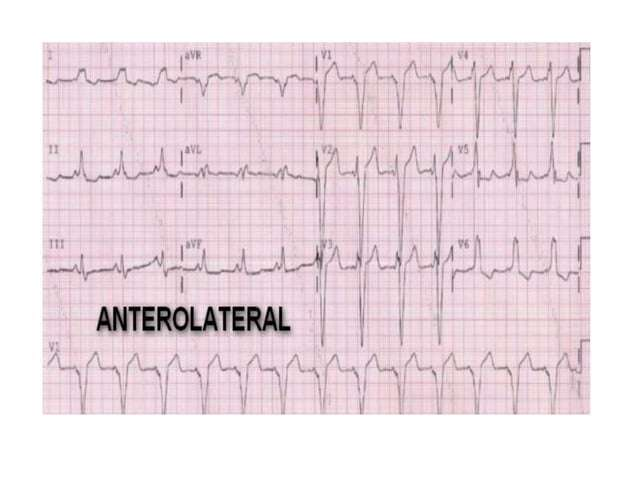 I aVR V1 V4
II aVL V2 V5
III aVF V3 V6
ANTEROLATERAL
V1